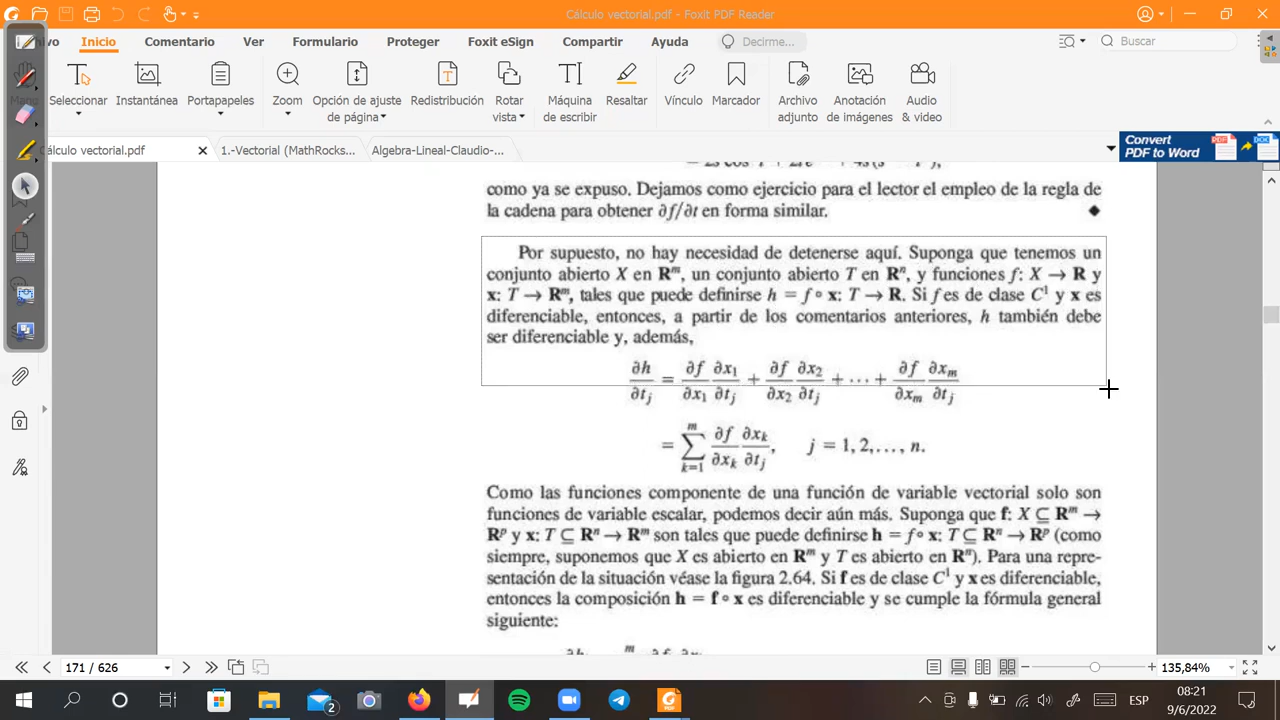 Cálculo vectorial.pdf - Foxit PDF Reader
Inicio Comentario Ver Formulario Proteger Foxit eSign Compartir Ayuda Decirme... Buscar
Seleccionar Instantánea Portapapeles Zoom Opción de ajuste de página Redistribución Rotar vista Máquina de escribir Resaltar Vínculo Marcador Archivo adjunto Anotación de imágenes Audio & video
Cálculo vectorial.pdf 1.-Vectorial (MathRocks... Algebra-Lineal-Claudio-...
Convert
PDF to Word
como ya se expuso. Dejamos como ejercicio para el lector el empleo de la regla de
la cadena para obtener ∂f/∂t en forma similar. ◆
Por supuesto, no hay necesidad de detenerse aquí. Suponga que tenemos un
conjunto abierto X en Rᵐ, un conjunto abierto T en Rⁿ, y funciones f: X → R y
x: T → Rᵐ, tales que puede definirse h = f ∘ x: T → R. Si f es de clase C¹ y x es
diferenciable, entonces, a partir de los comentarios anteriores, h también debe
ser diferenciable y, además,
∂h/∂tⱼ = ∂f/∂x₁ ∂x₁/∂tⱼ + ∂f/∂x₂ ∂x₂/∂tⱼ + ... + ∂f/∂xₘ ∂xₘ/∂tⱼ
= ∑ₖ₌₁ᵐ ∂f/∂xₖ ∂xₖ/∂tⱼ, j = 1, 2,..., n.
Como las funciones componente de una función de variable vectorial solo son
funciones de variable escalar, podemos decir aún más. Suponga que f: X ⊆ Rᵐ →
Rᵖ y x: T ⊆ Rⁿ → Rᵐ son tales que puede definirse h = f ∘ x: T ⊆ Rⁿ → Rᵖ (como
siempre, suponemos que X es abierto en Rᵐ y T es abierto en Rⁿ). Para una repre-
sentación de la situación véase la figura 2.64. Si f es de clase C¹ y x es diferenciable,
entonces la composición h = f ∘ x es diferenciable y se cumple la fórmula general
siguiente:
171 / 626 135,84%
2 ESP 08:21
9/6/2022